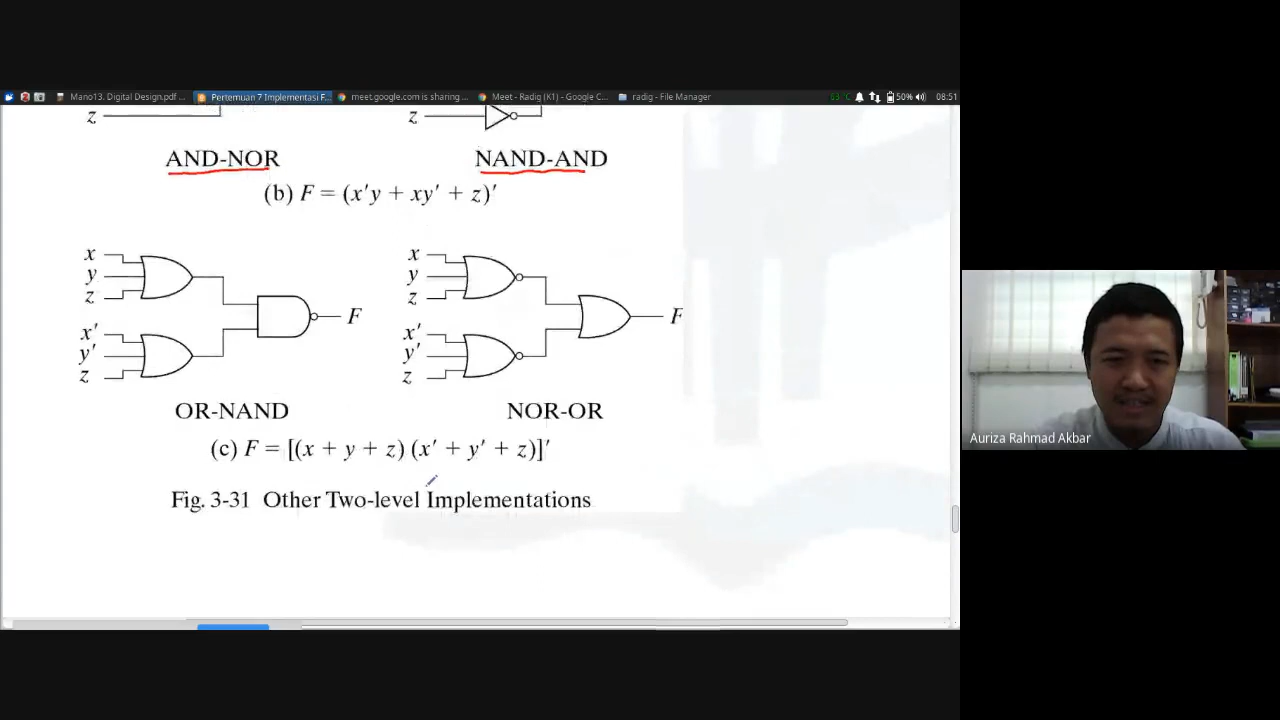 Mano13. Digital Design.pdf ... Pertemuan 7 Implementasi F... meet.google.com is sharing ... Meet - Radig (K1) - Google C... radig - File Manager 63°C 50% 08:51
z z
AND-NOR NAND-AND
(b) F = (x′y + xy′ + z)′
x x
y y
z z
F F
x′ x′
y′ y′
z z
OR-NAND NOR-OR
(c) F = [(x + y + z) (x′ + y′ + z)]′
Fig. 3-31 Other Two-level Implementations
Auriza Rahmad Akbar